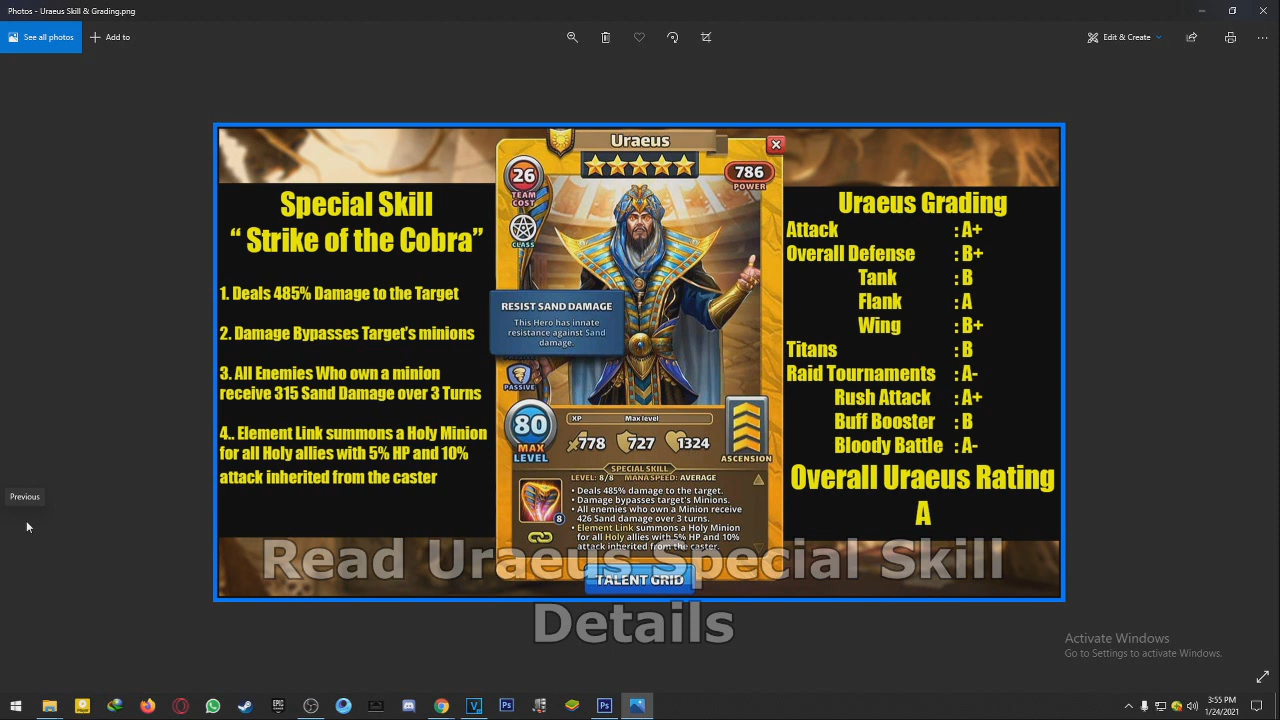 Photos - Uraeus Skill & Grading.png
See all photos
Add to
Edit & Create
Special Skill
“ Strike of the Cobra”
1. Deals 485% Damage to the Target
2. Damage Bypasses Target's minions
3. All Enemies Who own a minion
receive 315 Sand Damage over 3 Turns
4.. Element Link summons a Holy Minion
for all Holy allies with 5% HP and 10%
attack inherited from the caster
Uraeus
26
TEAM
COST
786
POWER
CLASS
RESIST SAND DAMAGE
This Hero has innate
resistance against Sand
damage.
PASSIVE
80
MAX
LEVEL
XP Max level
778 727 1324
ASCENSION
SPECIAL SKILL
LEVEL: 8/8 MANA SPEED: AVERAGE
• Deals 485% damage to the target.
• Damage bypasses target's Minions.
• All enemies who own a Minion receive
426 Sand damage over 3 turns.
• Element Link summons a Holy Minion
for all Holy allies with 5% HP and 10%
attack inherited from the caster.
8
TALENT GRID
Uraeus Grading
Attack : A+
Overall Defense : B+
Tank : B
Flank : A
Wing : B+
Titans : B
Raid Tournaments : A-
Rush Attack : A+
Buff Booster : B
Bloody Battle : A-
Overall Uraeus Rating
A
Read Uraeus Special Skill
Details
Previous
Activate Windows
Go to Settings to activate Windows.
3:55 PM
1/24/2021